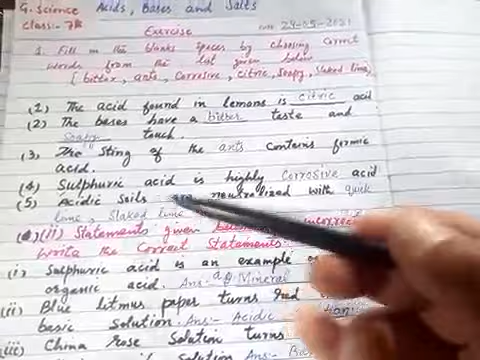 G. Science Acids, Bases and Salts
Class:- 7
Exercise 24-05-2021
1. Fill in the blanks spaces by choosing correct
words from the list given below
[bitter, ants, Corrosive, citric, Soapy, slaked lime]
(1) The acid found in lemons is citric acid
(2) The bases have a bitter taste and
Soapy touch.
(3) The Sting of the ants contains formic
acid.
(4) Sulphuric acid is highly Corrosive acid
(5) Acidic Soils are neutralized with quick
lime, Slaked lime
(ii) Statements given below incorrect
Write the Correct Statements.
(i) Sulphuric acid is an example
organic acid. Ans:- Mineral
(ii) Blue litmus paper turns red
basic Solution. Ans:- Acidic
(iii) China rose Solution turns
Solution Ans:-